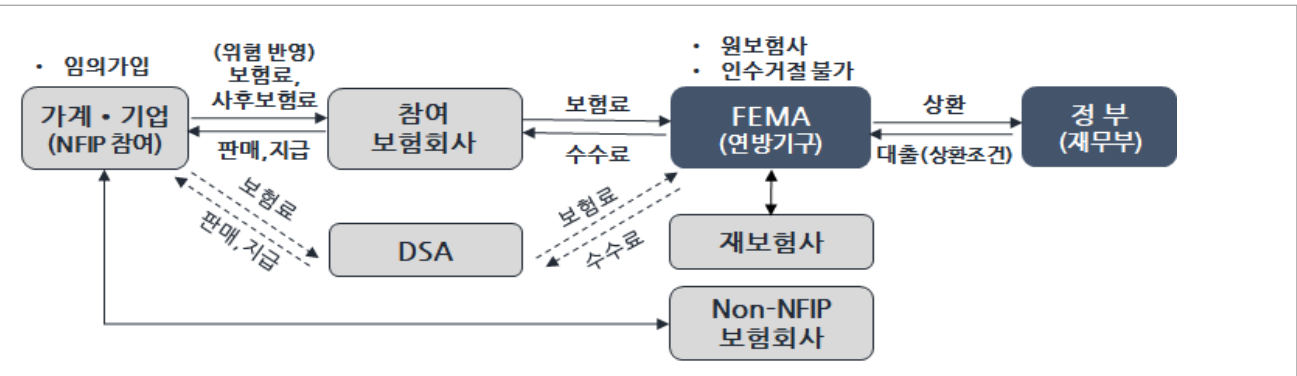 • 임의가입
(위험 반영)
보험료,
사후보험료
• 원보험사
• 인수거절 불가
가계・기업
(NFIP 참여)
판매,지급
참여
보험회사
보험료
수수료
FEMA
(연방기구)
상환
대출(상환조건)
정 부
(재무부)
보험료
판매,지급
DSA
보험료
수수료
재보험사
Non-NFIP
보험회사